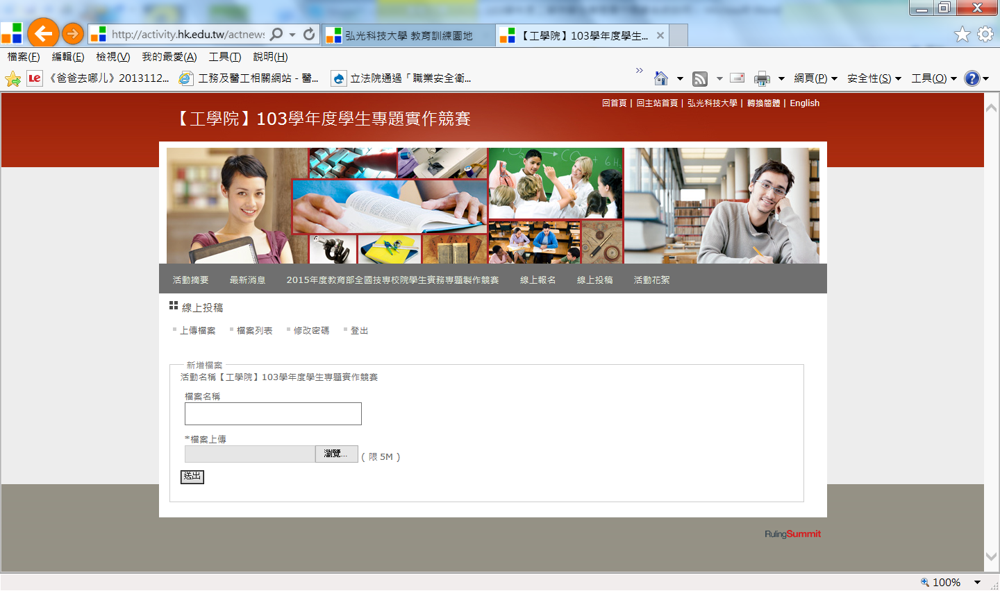 http://activity.hk.edu.tw/actnews
弘光科技大學 教育訓練園地
【工學院】103學年度學生...
檔案(F) 編輯(E) 檢視(V) 我的最愛(A) 工具(T) 說明(H)
Le 《爸爸去哪儿》2013112... 工務及醫工相關網站 - 醫... 立法院通過「職業安全衛... 網頁(P) 安全性(S) 工具(O)
回首頁 | 回主站首頁 | 弘光科技大學 | 轉換簡體 | English
【工學院】103學年度學生專題實作競賽
活動摘要 最新消息 2015年度教育部全國技專校院學生實務專題製作競賽 線上報名 線上投稿 活動花絮
線上投稿
上傳檔案 檔案列表 修改密碼 登出
新增檔案
活動名稱【工學院】103學年度學生專題實作競賽
檔案名稱
*檔案上傳
瀏覽... ( 限 5M )
送出
RulingSummit
100%